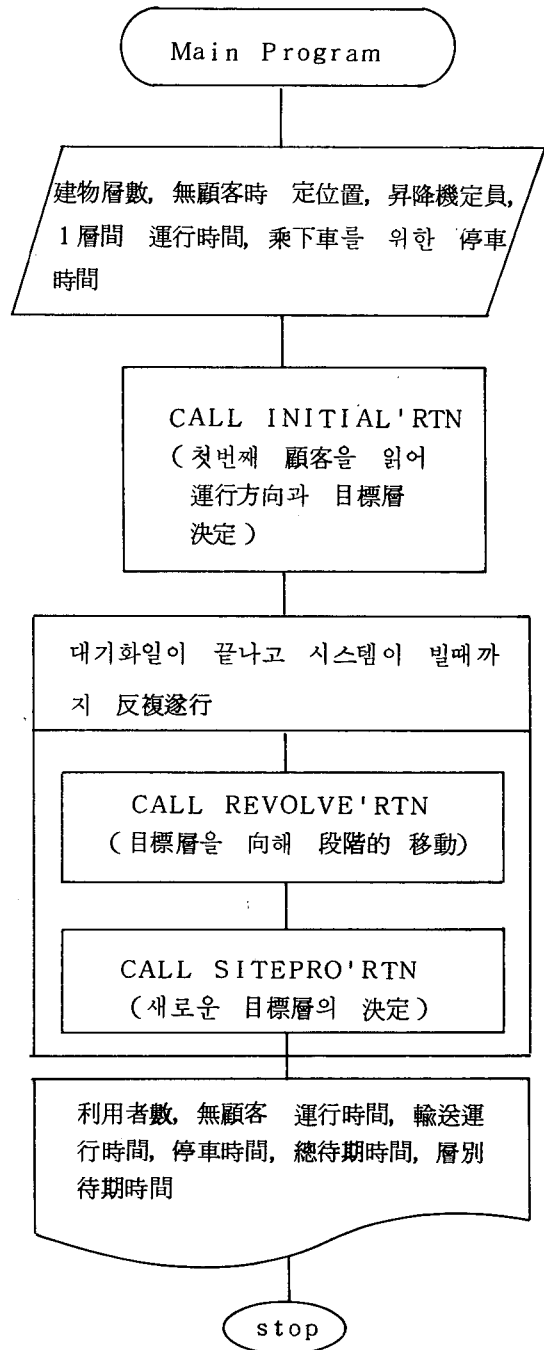 Main Program
建物層數, 無顧客時 定位置, 昇降機定員,
1層間 運行時間, 乘下車를 위한 停車
時間
CALL INITIAL'RTN
(첫번째 顧客을 읽어
運行方向과 目標層
決定)
대기화일이 끝나고 시스템이 빌때까
지 反複遂行
CALL REVOLVE'RTN
(目標層을 向해 段階的 移動)
CALL SITEPRO'RTN
(새로운 目標層의 決定)
利用者數, 無顧客 運行時間, 輸送運
行時間, 停車時間, 總待期時間, 層別
待期時間
stop